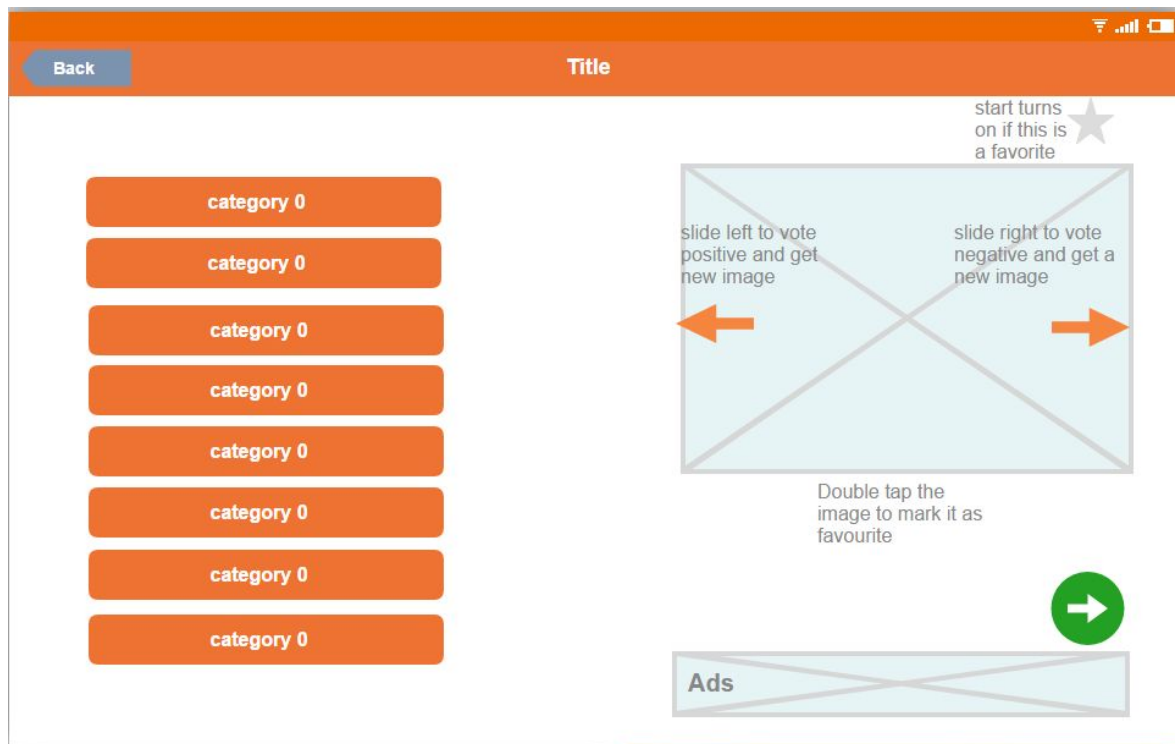 Back
Title
start turns
on if this is
a favorite
category 0
category 0
category 0
category 0
category 0
category 0
category 0
category 0
slide left to vote
positive and get
new image
slide right to vote
negative and get a
new image
Double tap the
image to mark it as
favourite
Ads